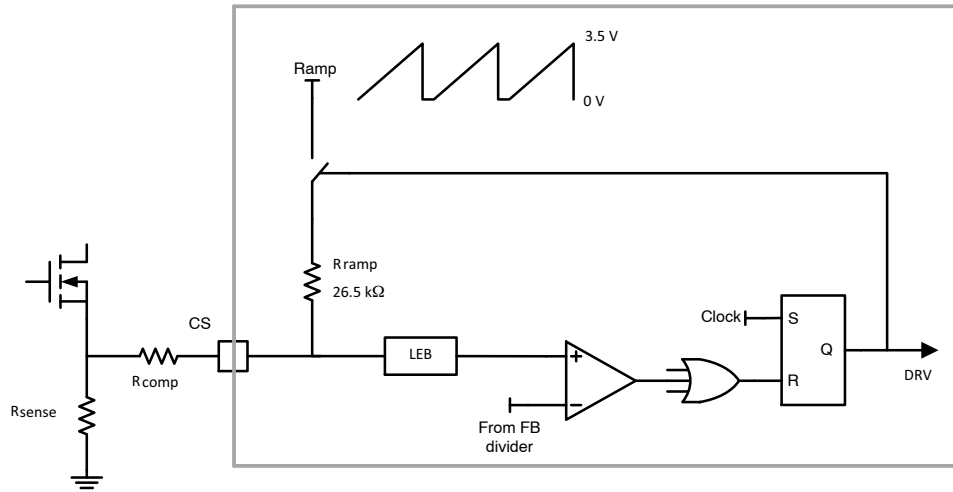 3.5 V
Ramp
0 V
Rramp
26.5 kΩ
CS
Clock
S
LEB
Q
+
Rcomp
R
DRV
Rsense
−
From FB
divider